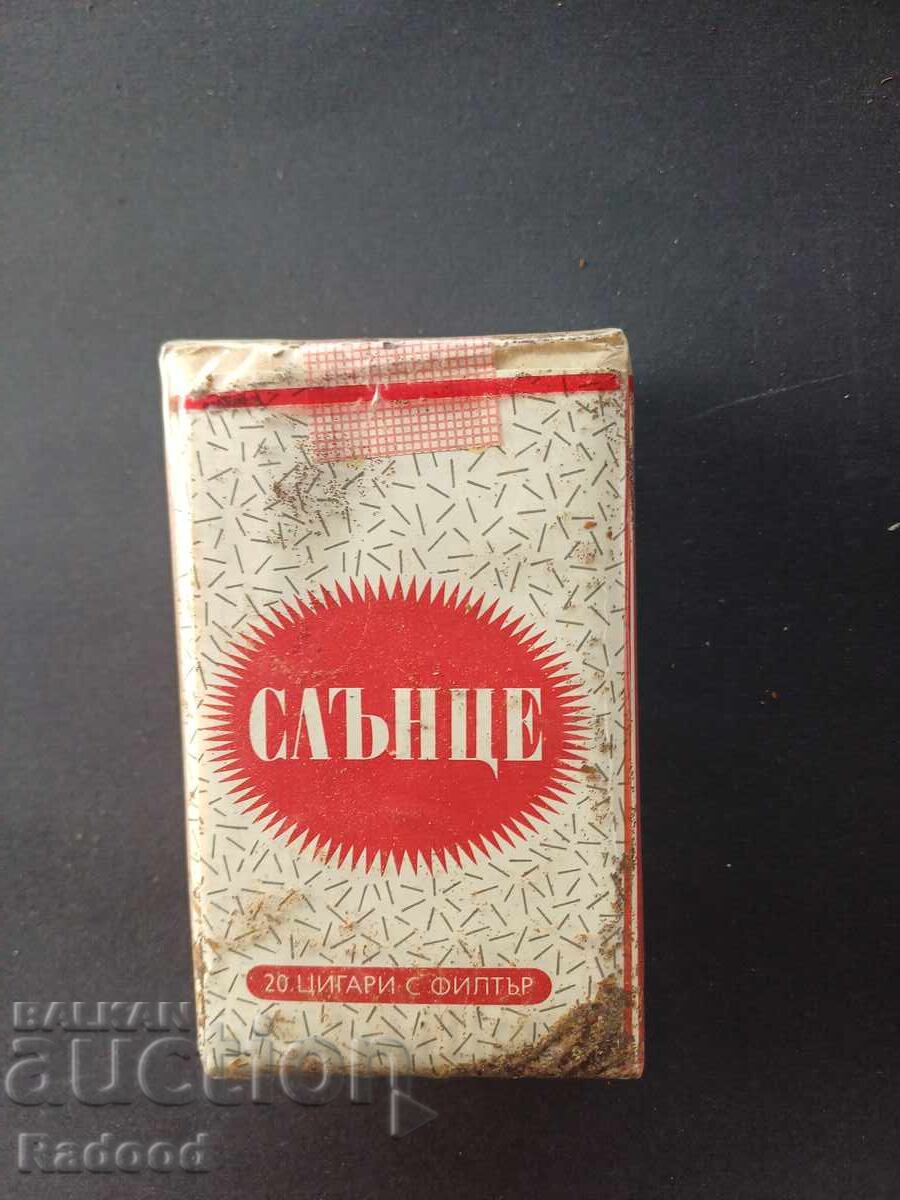 СЛЪНЦЕ
20 ЦИГАРИ С ФИЛТЪР
BALKAN
auction
Radood